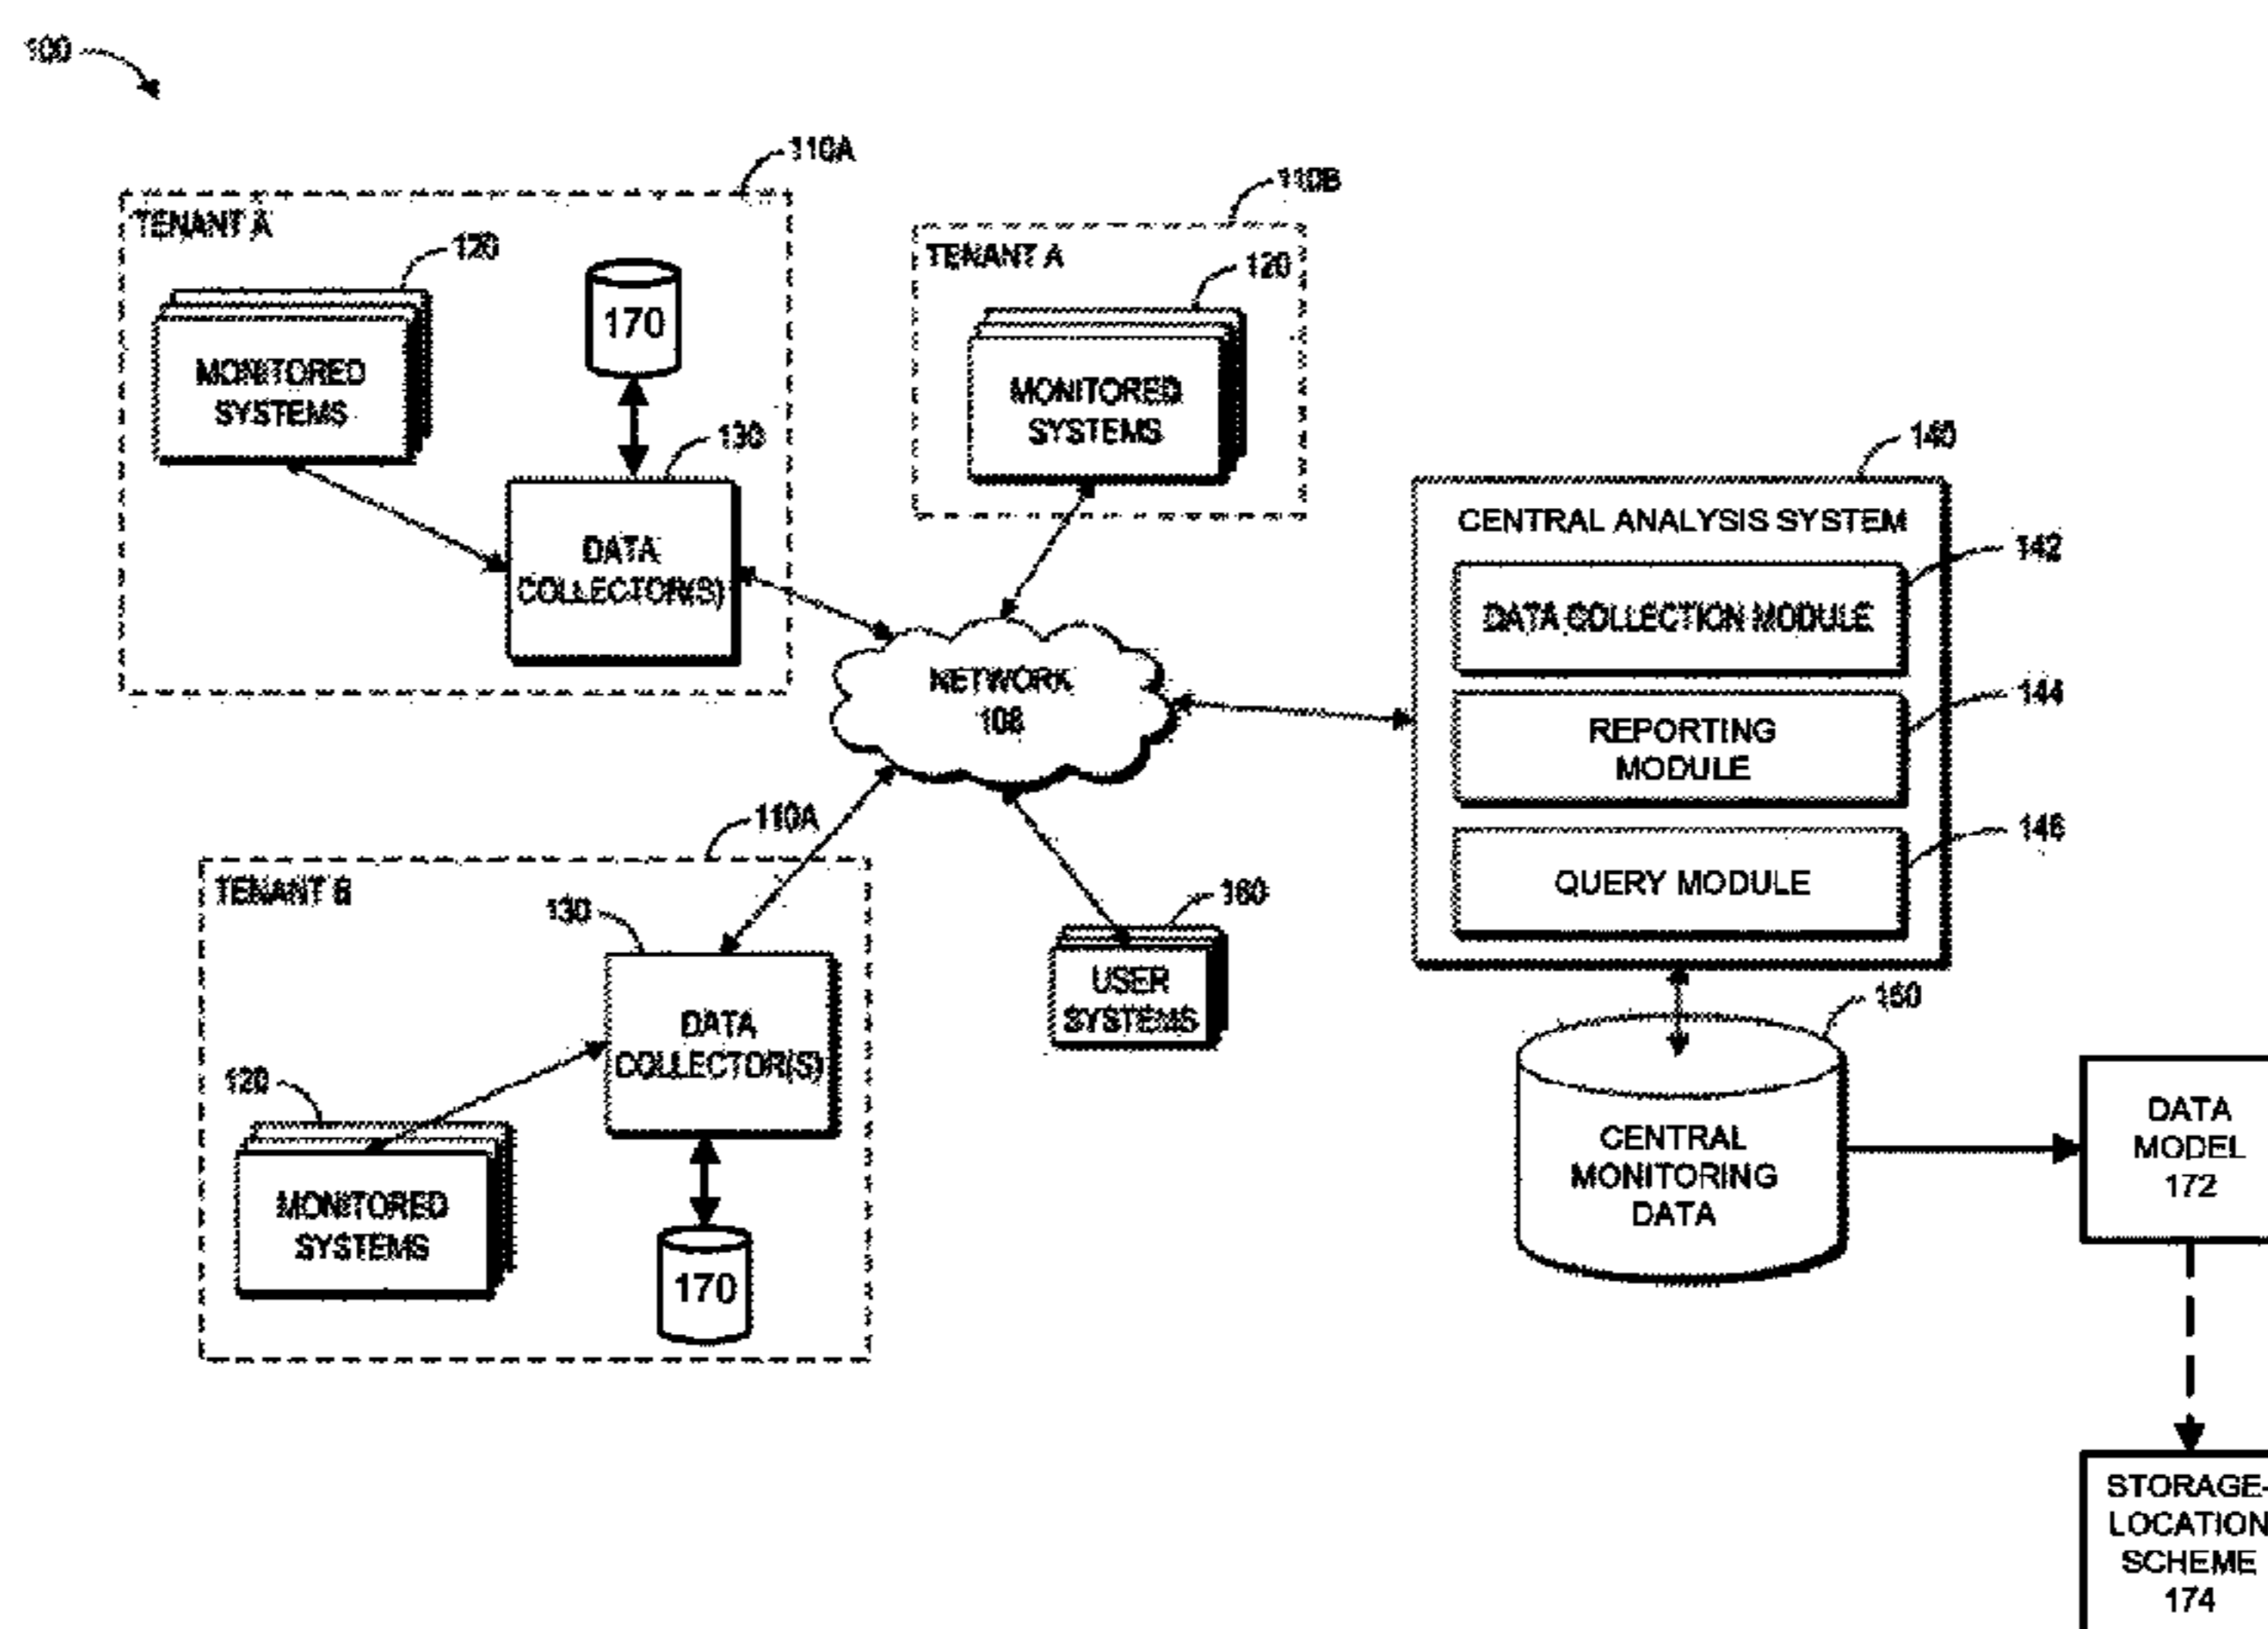 100
110A
TENANT A
120
MONITORED
SYSTEMS
170
130
DATA
COLLECTOR(S)
110B
TENANT A
120
MONITORED
SYSTEMS
NETWORK
108
140
CENTRAL ANALYSIS SYSTEM
142
DATA COLLECTION MODULE
144
REPORTING
MODULE
146
QUERY MODULE
110A
TENANT B
130
DATA
COLLECTOR(S)
120
MONITORED
SYSTEMS
170
160
USER
SYSTEMS
150
CENTRAL
MONITORING
DATA
DATA
MODEL
172
STORAGE-
LOCATION
SCHEME
174